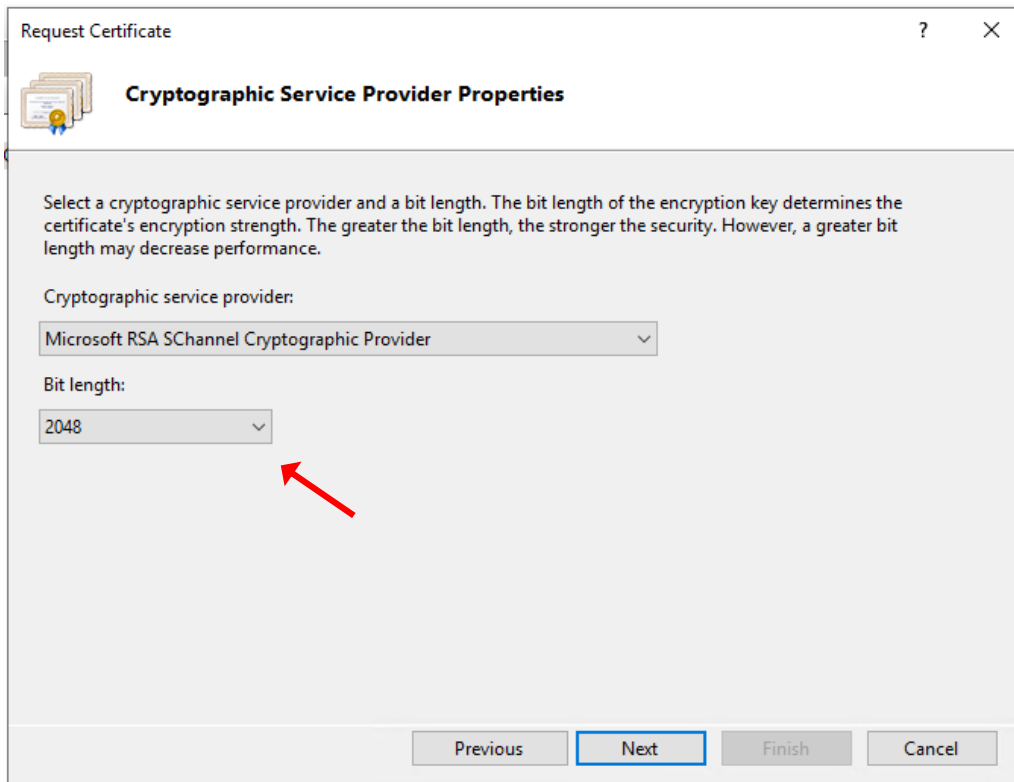 Request Certificate
?
Cryptographic Service Provider Properties
Select a cryptographic service provider and a bit length. The bit length of the encryption key determines the
certificate's encryption strength. The greater the bit length, the stronger the security. However, a greater bit
length may decrease performance.
Cryptographic service provider:
Microsoft RSA SChannel Cryptographic Provider
Bit length:
2048
Previous
Next
Finish
Cancel